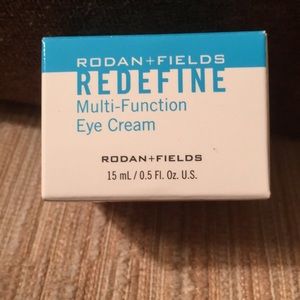 RODAN+FIELDS
REDEFINE
Multi-Function
Eye Cream
RODAN+FIELDS
15 mL / 0.5 Fl. Oz. U.S.